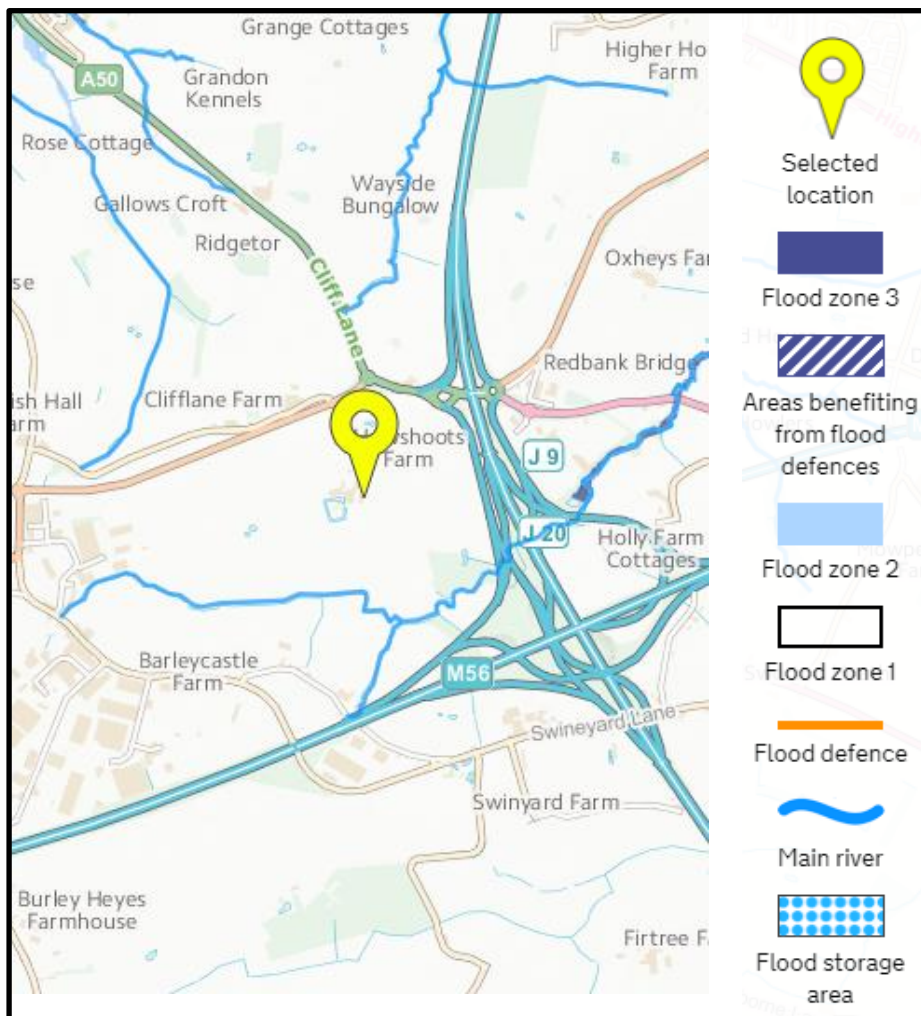 Grange Cottages
Higher Ho
Farm
A50
Grandon
Kennels
Rose Cottage
Wayside
Bungalow
Gallows Croft
Ridgetor
Oxheys Fa
se
Cliff Lane
Redbank Bridge
ish Hall
arm
Clifflane Farm
shoots
Farm
J 9
J 20
Holly Farm
Cottages
Barleycastle
Farm
M56
Swineyard Lane
Swinyard Farm
Burley Heyes
Farmhouse
Firtree F
Selected
location
Flood zone 3
Areas benefiting
from flood
defences
Flood zone 2
Flood zone 1
Flood defence
Main river
Flood storage
area